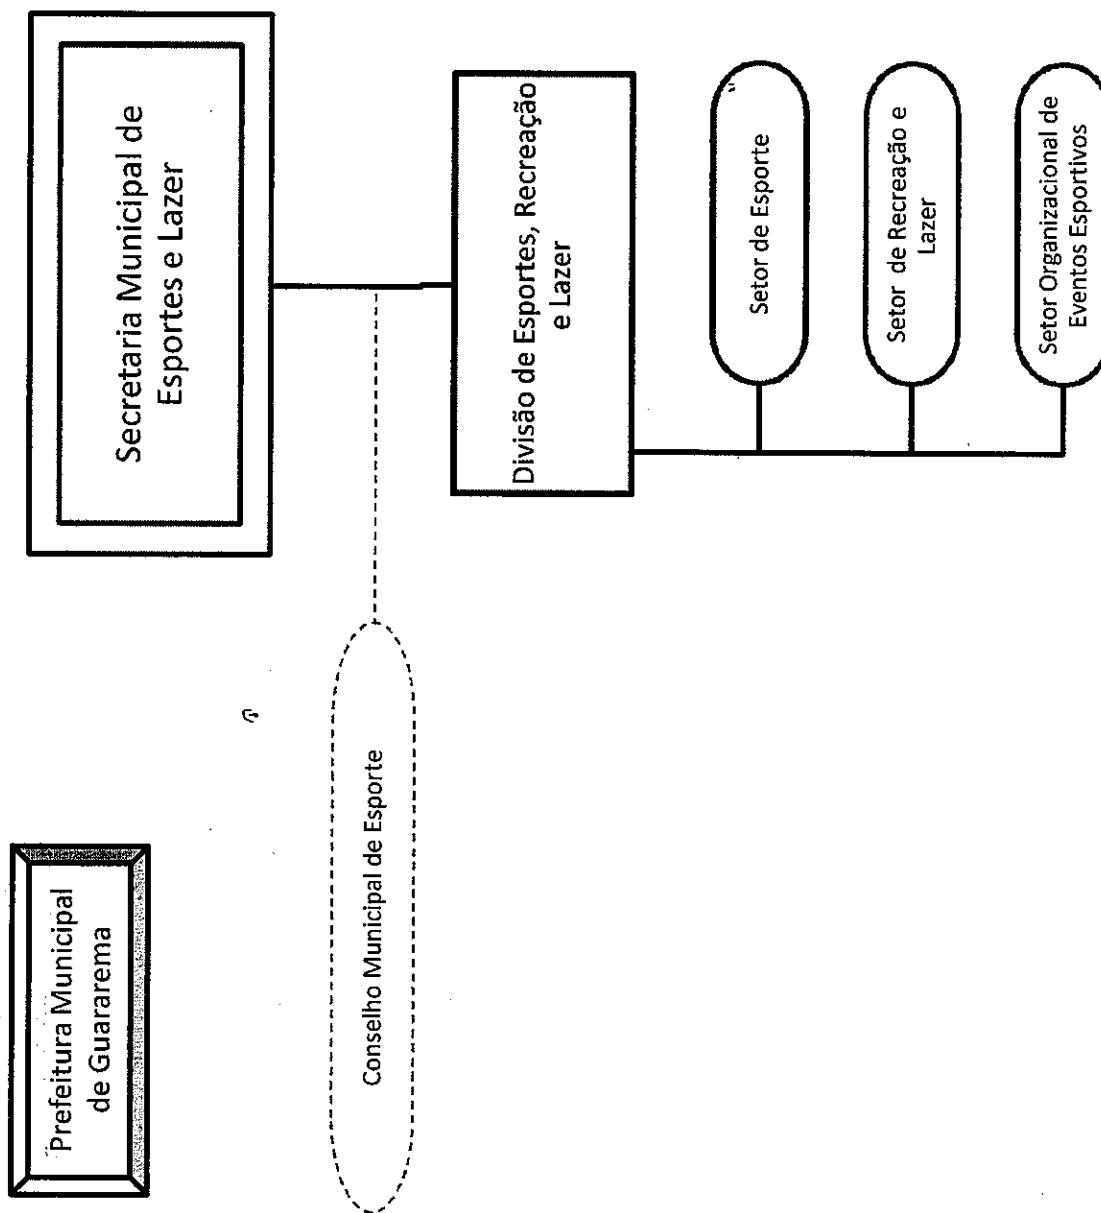 Prefeitura Municipal
de Guararema
Secretaria Municipal de
Esportes e Lazer
Conselho Municipal de Esporte
Divisão de Esportes, Recreação
e Lazer
Setor de Esporte
Setor de Recreação e
Lazer
Setor Organizacional de
Eventos Esportivos